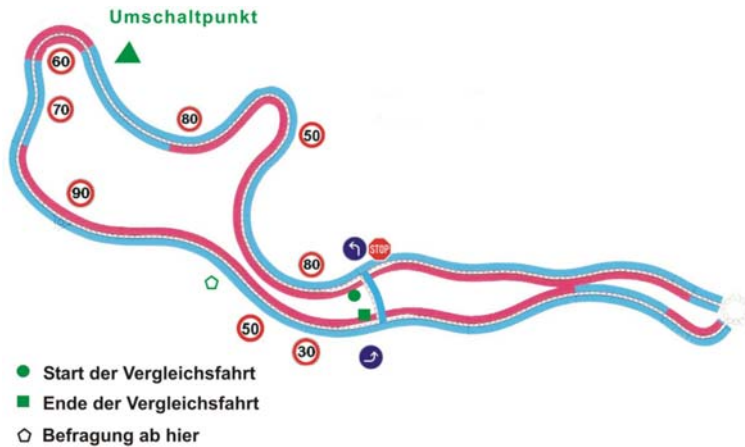 Umschaltpunkt
60
70
80
50
90
80
STOP
50
30
Start der Vergleichsfahrt
Ende der Vergleichsfahrt
Befragung ab hier